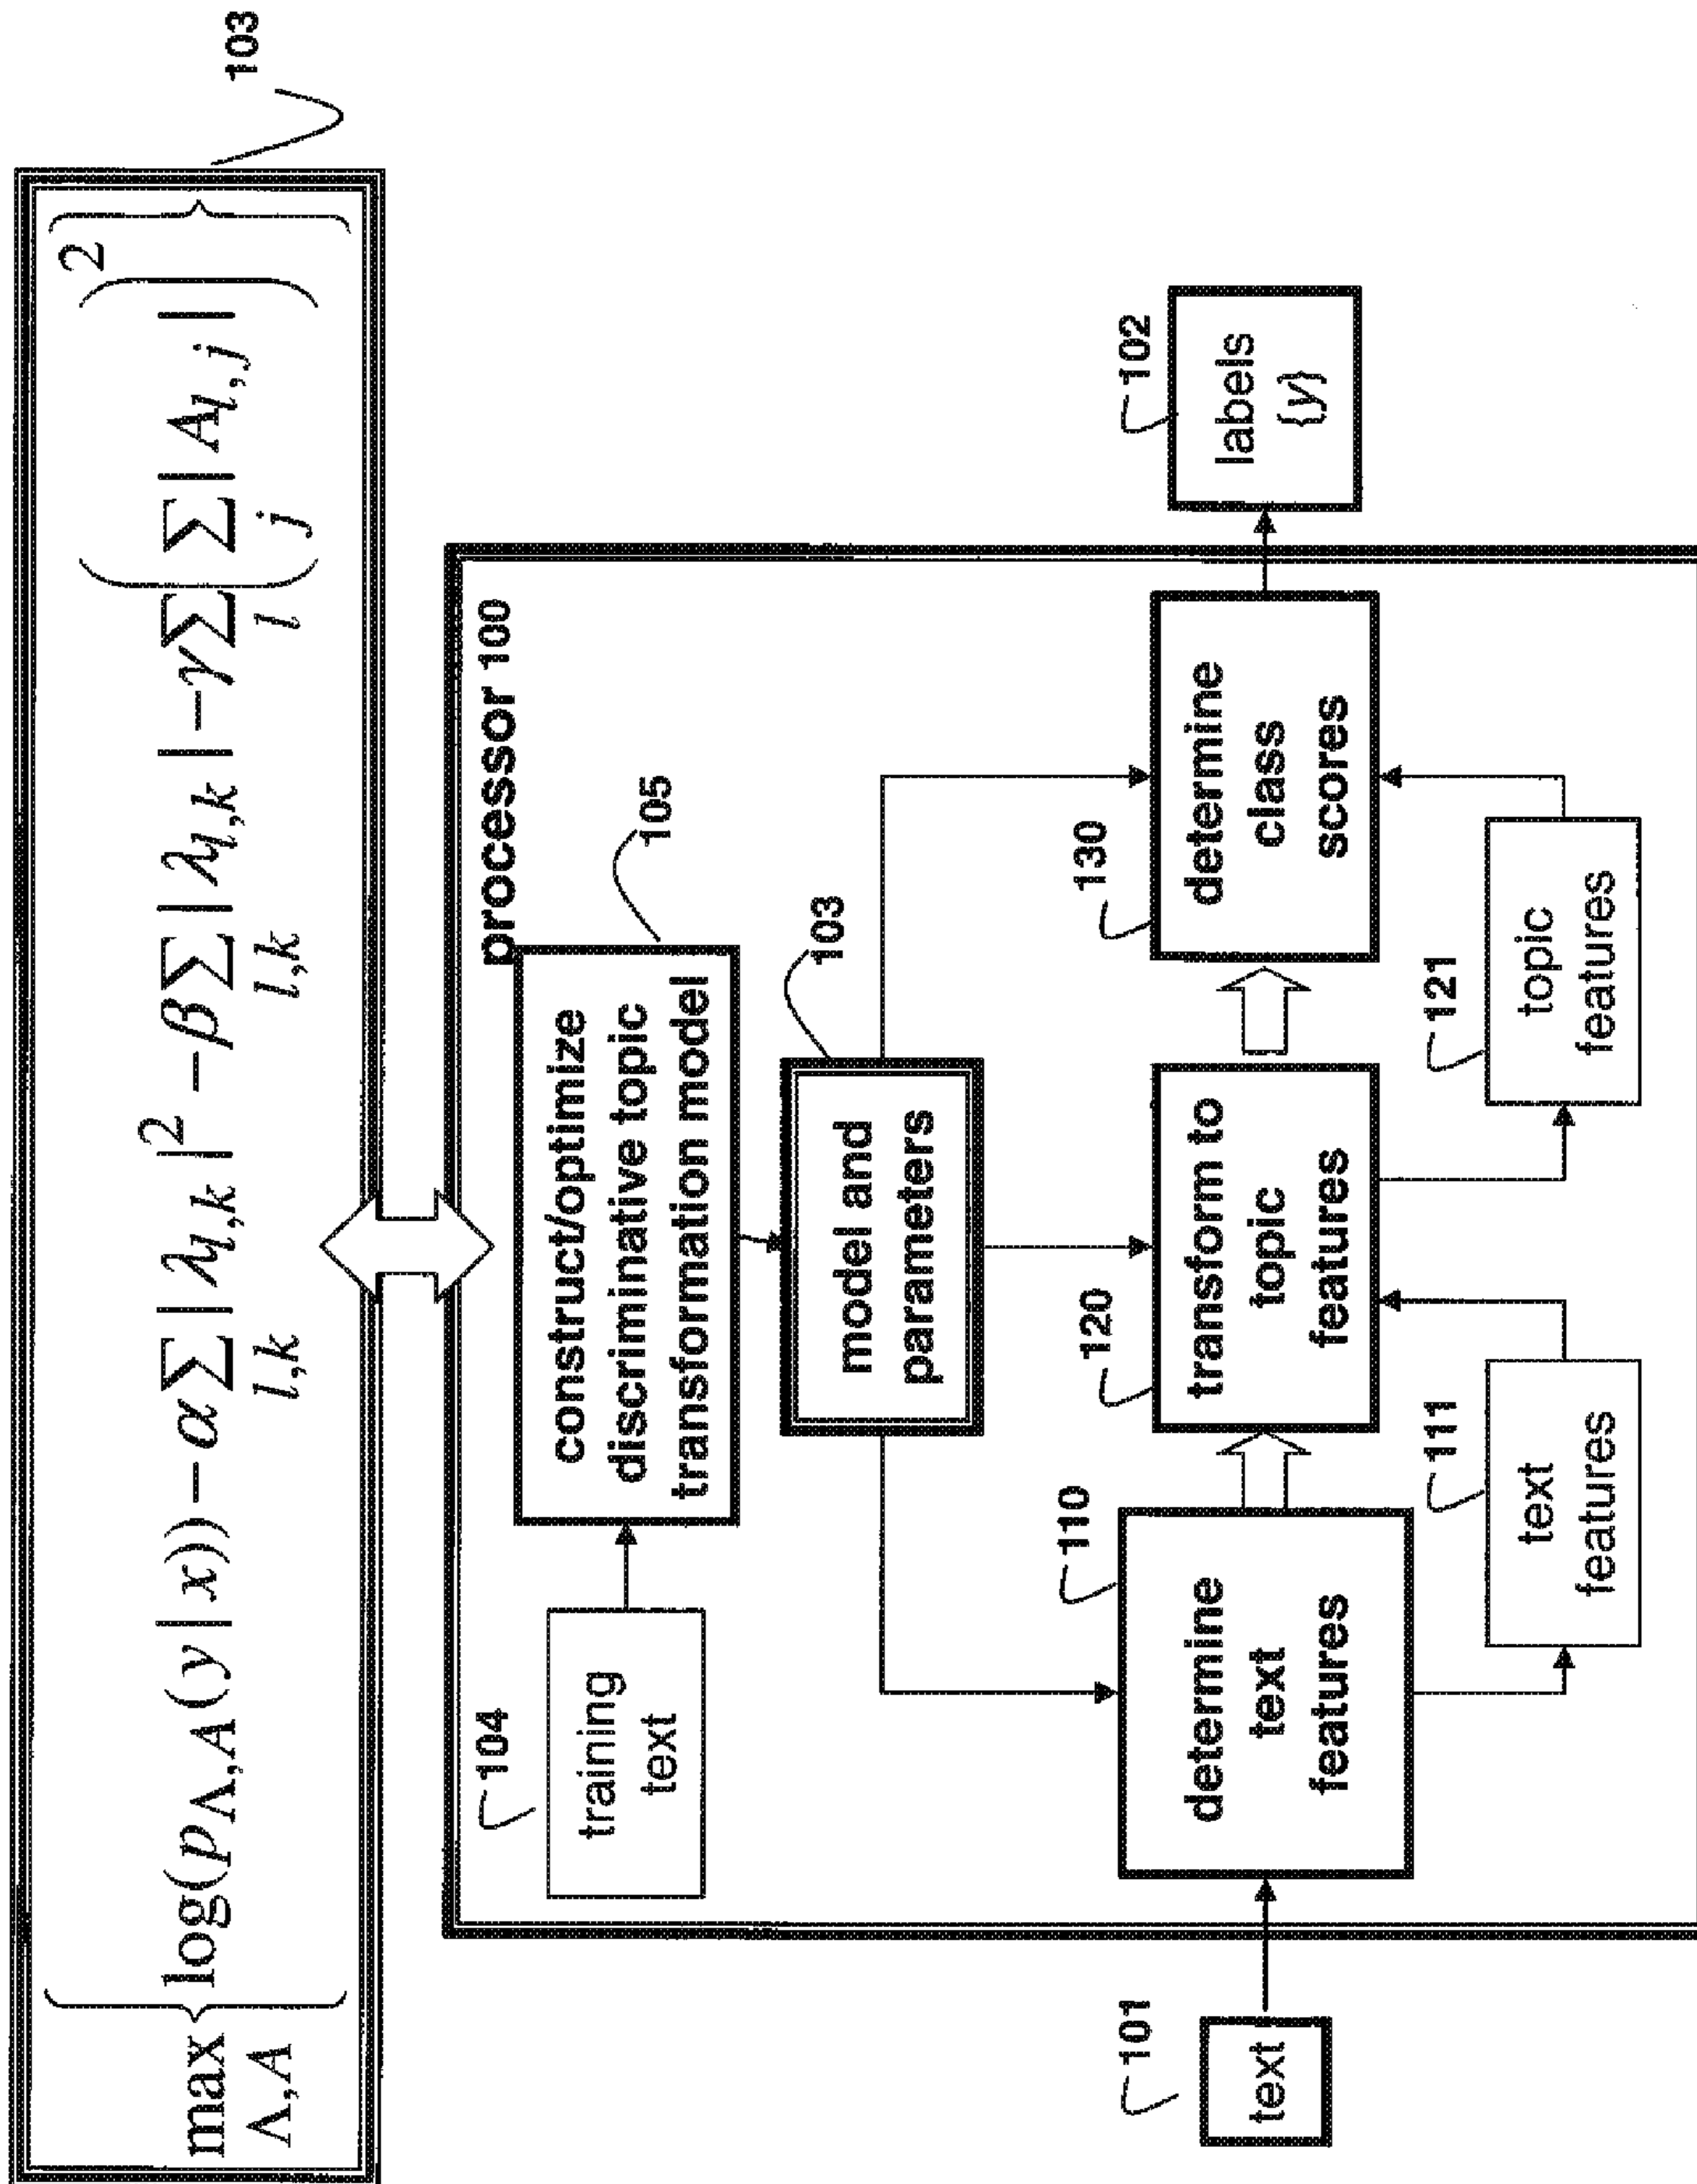 max { log(p_{Λ,A}(y | x)) − α Σ | λ_{l,k} |^2 − β Σ | λ_{l,k} | − γ Σ ( Σ | A_{l,j} | )^2 }
Λ,A l,k l,k l j
103
processor 100
104
training
text
construct/optimize
discriminative topic
transformation model
105
model and
parameters
103
101
text
110
determine
text
features
120
transform to
topic
features
130
determine
class
scores
102
labels
{y}
111
text
features
121
topic
features